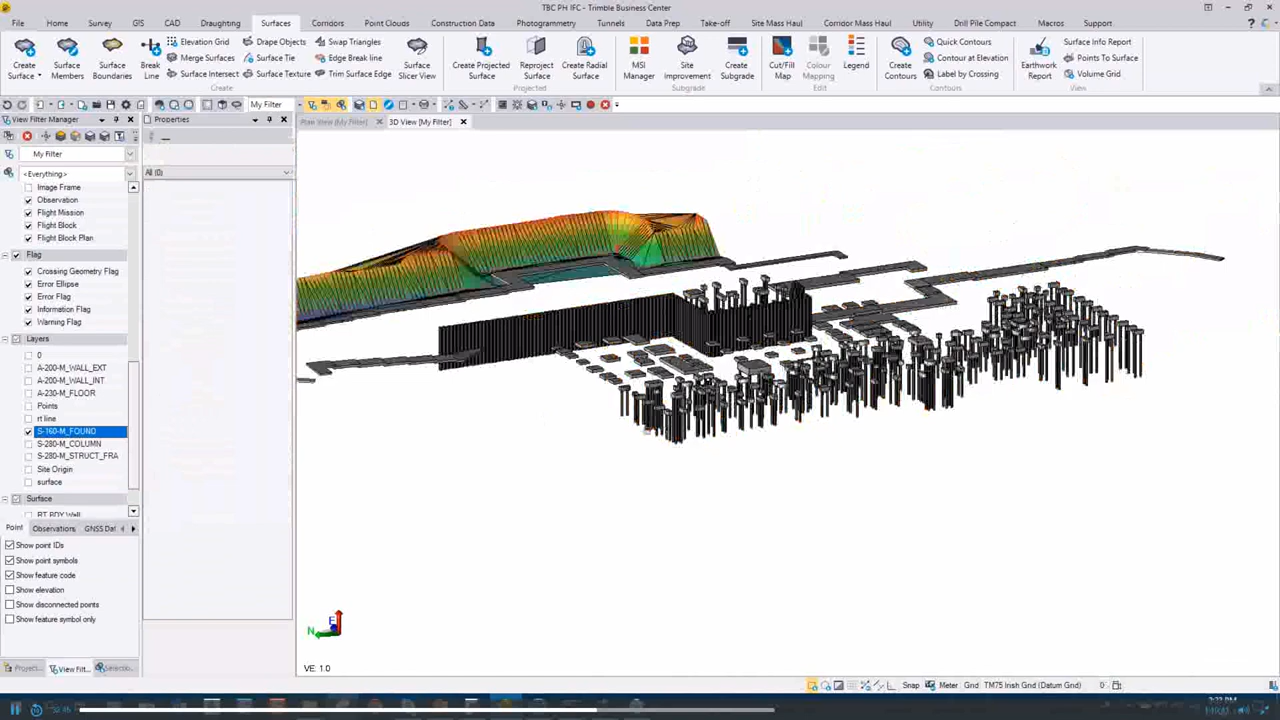 TBC PH IFC - Trimble Business Center
File Home Survey GIS CAD Draughting Surfaces Corridors Point Clouds Construction Data Photogrammetry Tunnels Data Prep Take-off Site Mass Haul Corridor Mass Haul Utility Drill Pile Compact Macros Support
Create Surface
Surface Members
Surface Boundaries
Break Line
Elevation Grid
Merge Surfaces
Surface Intersect
Drape Objects
Surface Tie
Surface Texture
Swap Triangles
Edge Break line
Trim Surface Edge
Surface Slicer View
Create Projected Surface
Reproject Surface
Create Radial Surface
MSI Manager
Site Improvement
Create Subgrade
Cut/Fill Map
Colour Mapping
Legend
Create Contours
Quick Contours
Contour at Elevation
Label by Crossing
Earthwork Report
Surface Info Report
Points To Surface
Volume Grid
Create Projected Subgrade Edit Contours View
My Filter
View Filter Manager
Properties
Plan View [My Filter] 3D View [My Filter]
My Filter
<Everything>
All (0)
Image Frame
Observation
Flight Mission
Flight Block
Flight Block Plan
Flag
Crossing Geometry Flag
Error Ellipse
Error Flag
Information Flag
Warning Flag
Layers
0
A-200-M_WALL_EXT
A-200-M_WALL_INT
A-230-M_FLOOR
Points
rt line
S-160-M_FOUND
S-280-M_COLUMN
S-280-M_STRUCT_FRA
Site Origin
surface
Surface
RT BDY Wall
Point Observations GNSS Dat
Show point IDs
Show point symbols
Show feature code
Show elevation
Show disconnected points
Show feature symbol only
E
N
VE: 1.0
Projec... View Filt... Selectio...
Snap Meter Grid TM75 Irish Grid (Datum Grid) 0